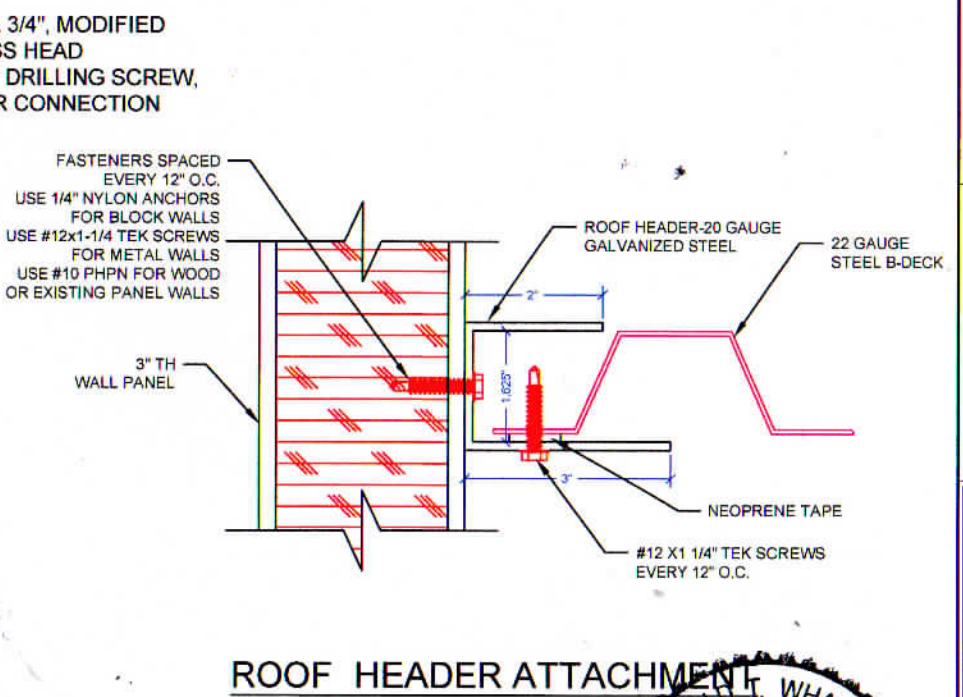 3/4", MODIFIED
SS HEAD
DRILLING SCREW,
R CONNECTION
FASTENERS SPACED
EVERY 12" O.C.
USE 1/4" NYLON ANCHORS
FOR BLOCK WALLS
USE #12x1-1/4 TEK SCREWS
FOR METAL WALLS
USE #10 PHPN FOR WOOD
OR EXISTING PANEL WALLS
ROOF HEADER-20 GAUGE
GALVANIZED STEEL
22 GAUGE
STEEL B-DECK
2"
3" TH
WALL PANEL
1.625"
3"
NEOPRENE TAPE
#12 X1 1/4" TEK SCREWS
EVERY 12" O.C.
ROOF HEADER ATTACHMENT
T. WHA